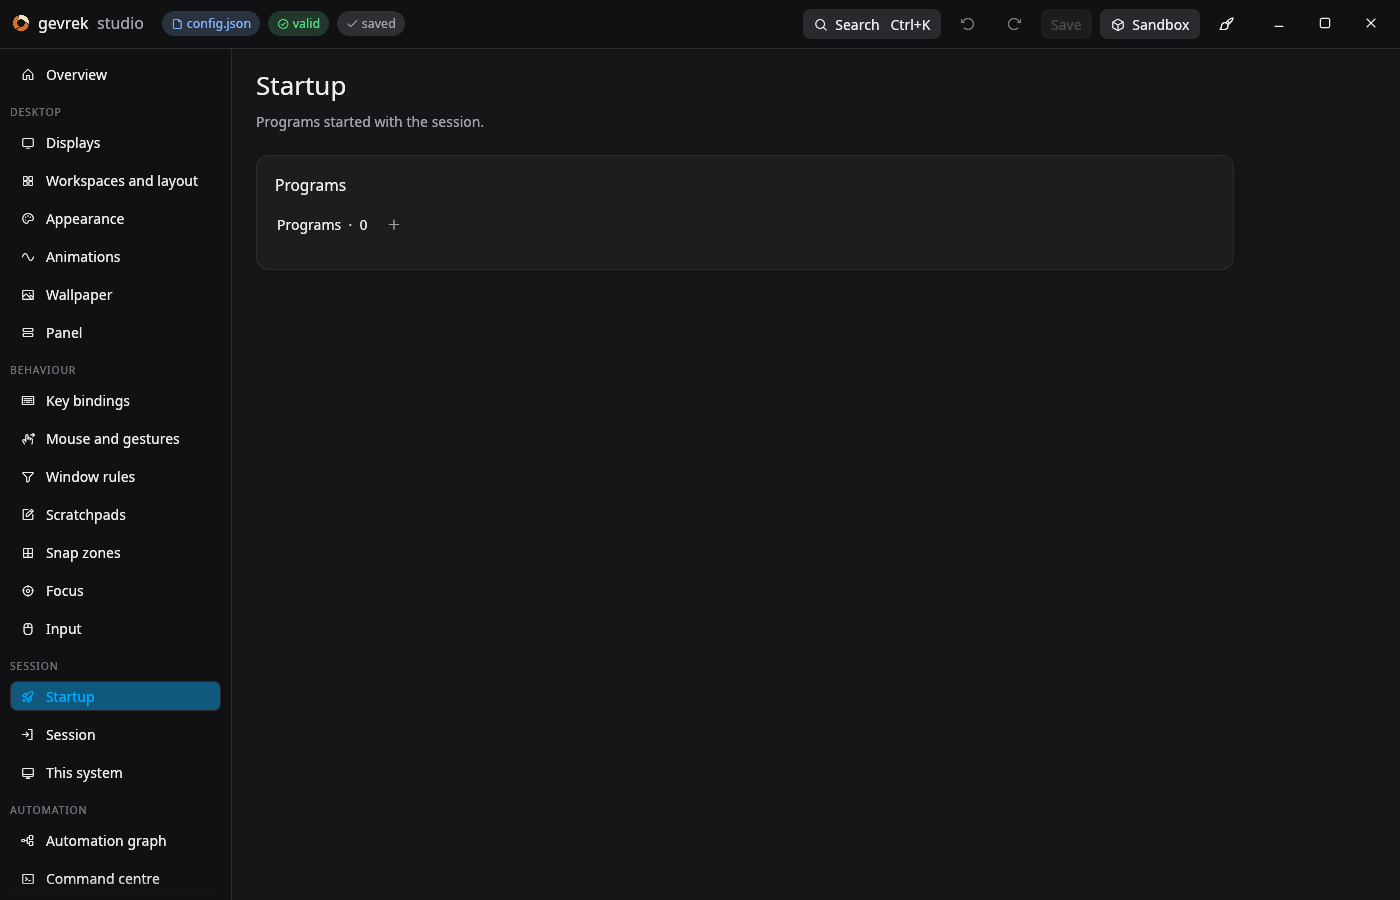 gevrek studio config.json valid saved Search Ctrl+K Save Sandbox
Overview
DESKTOP
Displays
Workspaces and layout
Appearance
Animations
Wallpaper
Panel
BEHAVIOUR
Key bindings
Mouse and gestures
Window rules
Scratchpads
Snap zones
Focus
Input
SESSION
Startup
Session
This system
AUTOMATION
Automation graph
Command centre
Startup
Programs started with the session.
Programs
Programs · 0